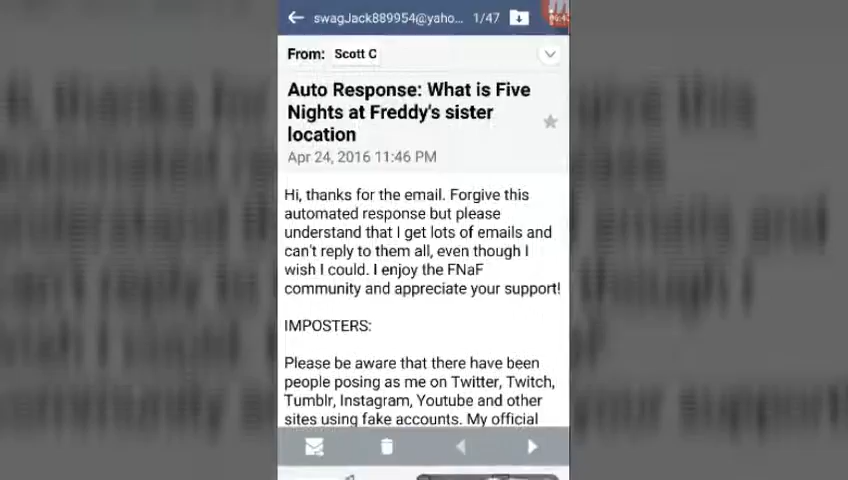 swagJack889954@yaho... 1/47
From: Scott C
Auto Response: What is Five
Nights at Freddy's sister
location
Apr 24, 2016 11:46 PM
Hi, thanks for the email. Forgive this
automated response but please
understand that I get lots of emails and
can't reply to them all, even though I
wish I could. I enjoy the FNaF
community and appreciate your support!
IMPOSTERS:
Please be aware that there have been
people posing as me on Twitter, Twitch,
Tumblr, Instagram, Youtube and other
sites using fake accounts. My official